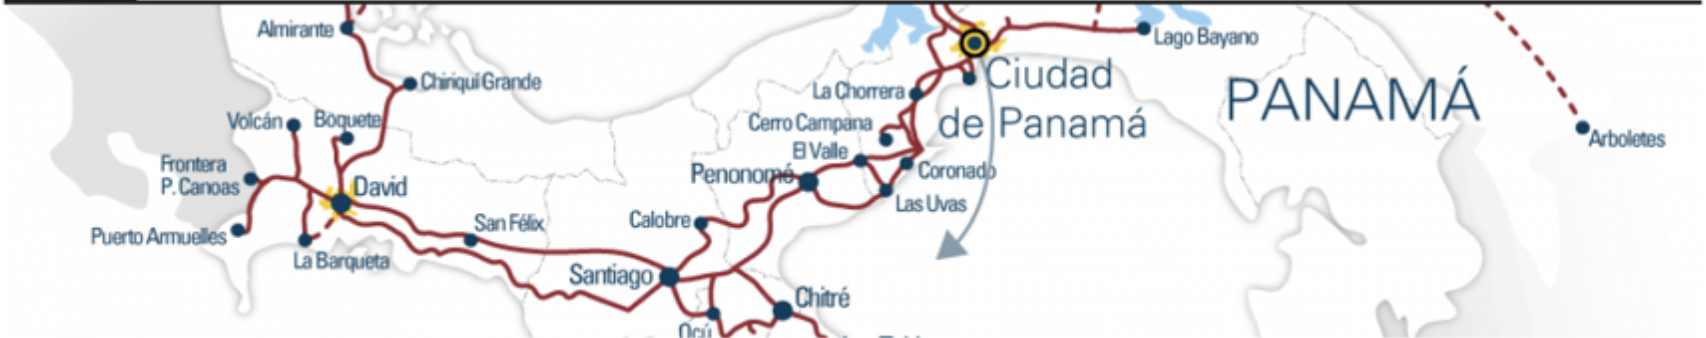 Almirante
Lago Bayano
Chiriquí Grande
La Chorrera
Ciudad
de Panamá
PANAMÁ
Volcán
Boquete
Cerro Campana
Arboletes
El Valle
Frontera
P. Canoas
Penonomé
Coronado
David
Las Uvas
San Félix
Calobre
Puerto Armuelles
La Barqueta
Santiago
Chitré
Ocú